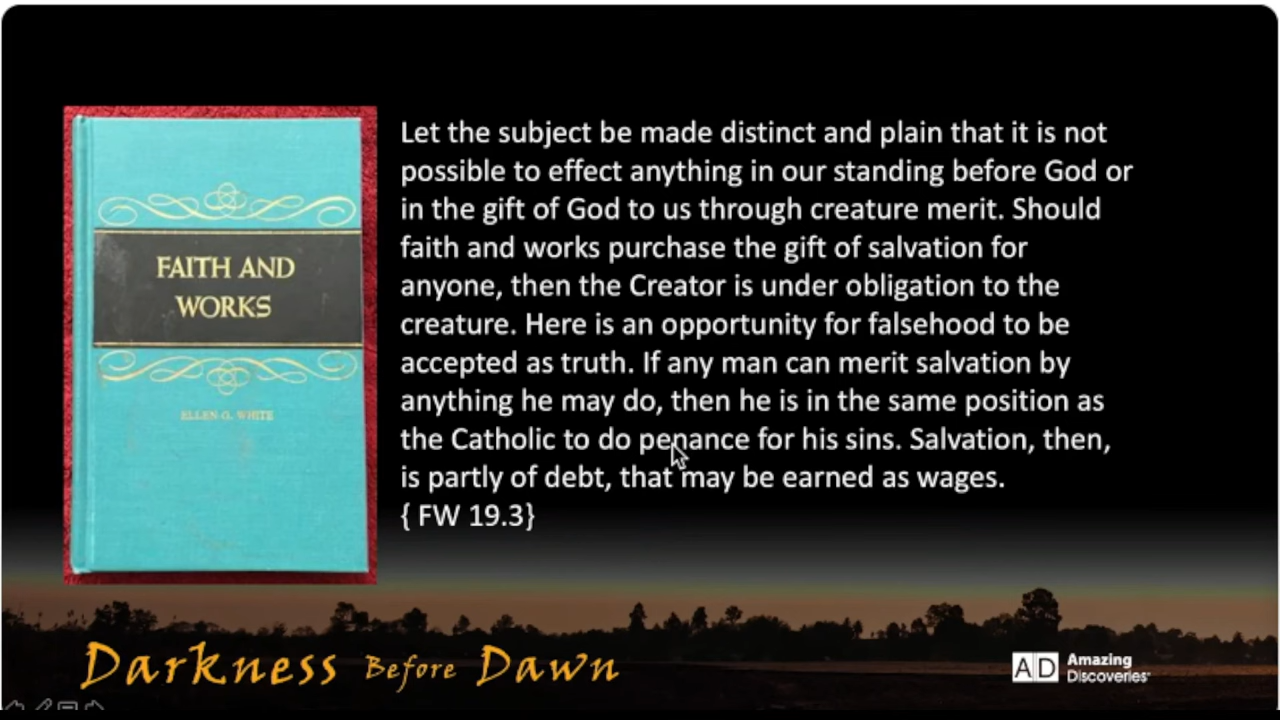 FAITH AND
WORKS
ELLEN G. WHITE
Let the subject be made distinct and plain that it is not
possible to effect anything in our standing before God or
in the gift of God to us through creature merit. Should
faith and works purchase the gift of salvation for
anyone, then the Creator is under obligation to the
creature. Here is an opportunity for falsehood to be
accepted as truth. If any man can merit salvation by
anything he may do, then he is in the same position as
the Catholic to do penance for his sins. Salvation, then,
is partly of debt, that may be earned as wages.
{ FW 19.3}
Darkness Before Dawn
AD Amazing
Discoveries